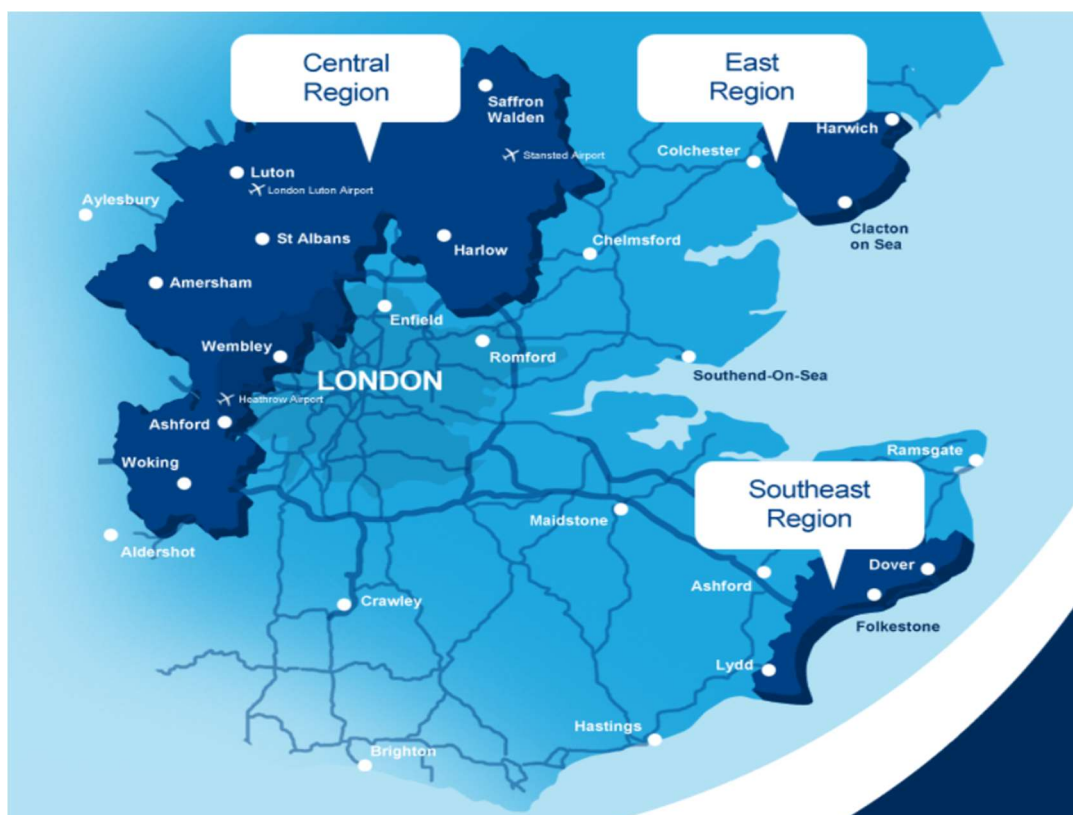 Central
Region
East
Region
Saffron
Walden
Harwich
Colchester
Stansted Airport
Luton
London Luton Airport
Aylesbury
Clacton
on Sea
St Albans
Harlow
Chelmsford
Amersham
Enfield
Wembley
Romford
Southend-On-Sea
LONDON
Heathrow Airport
Ashford
Ramsgate
Woking
Southeast
Region
Maidstone
Aldershot
Dover
Ashford
Crawley
Folkestone
Lydd
Hastings
Brighton